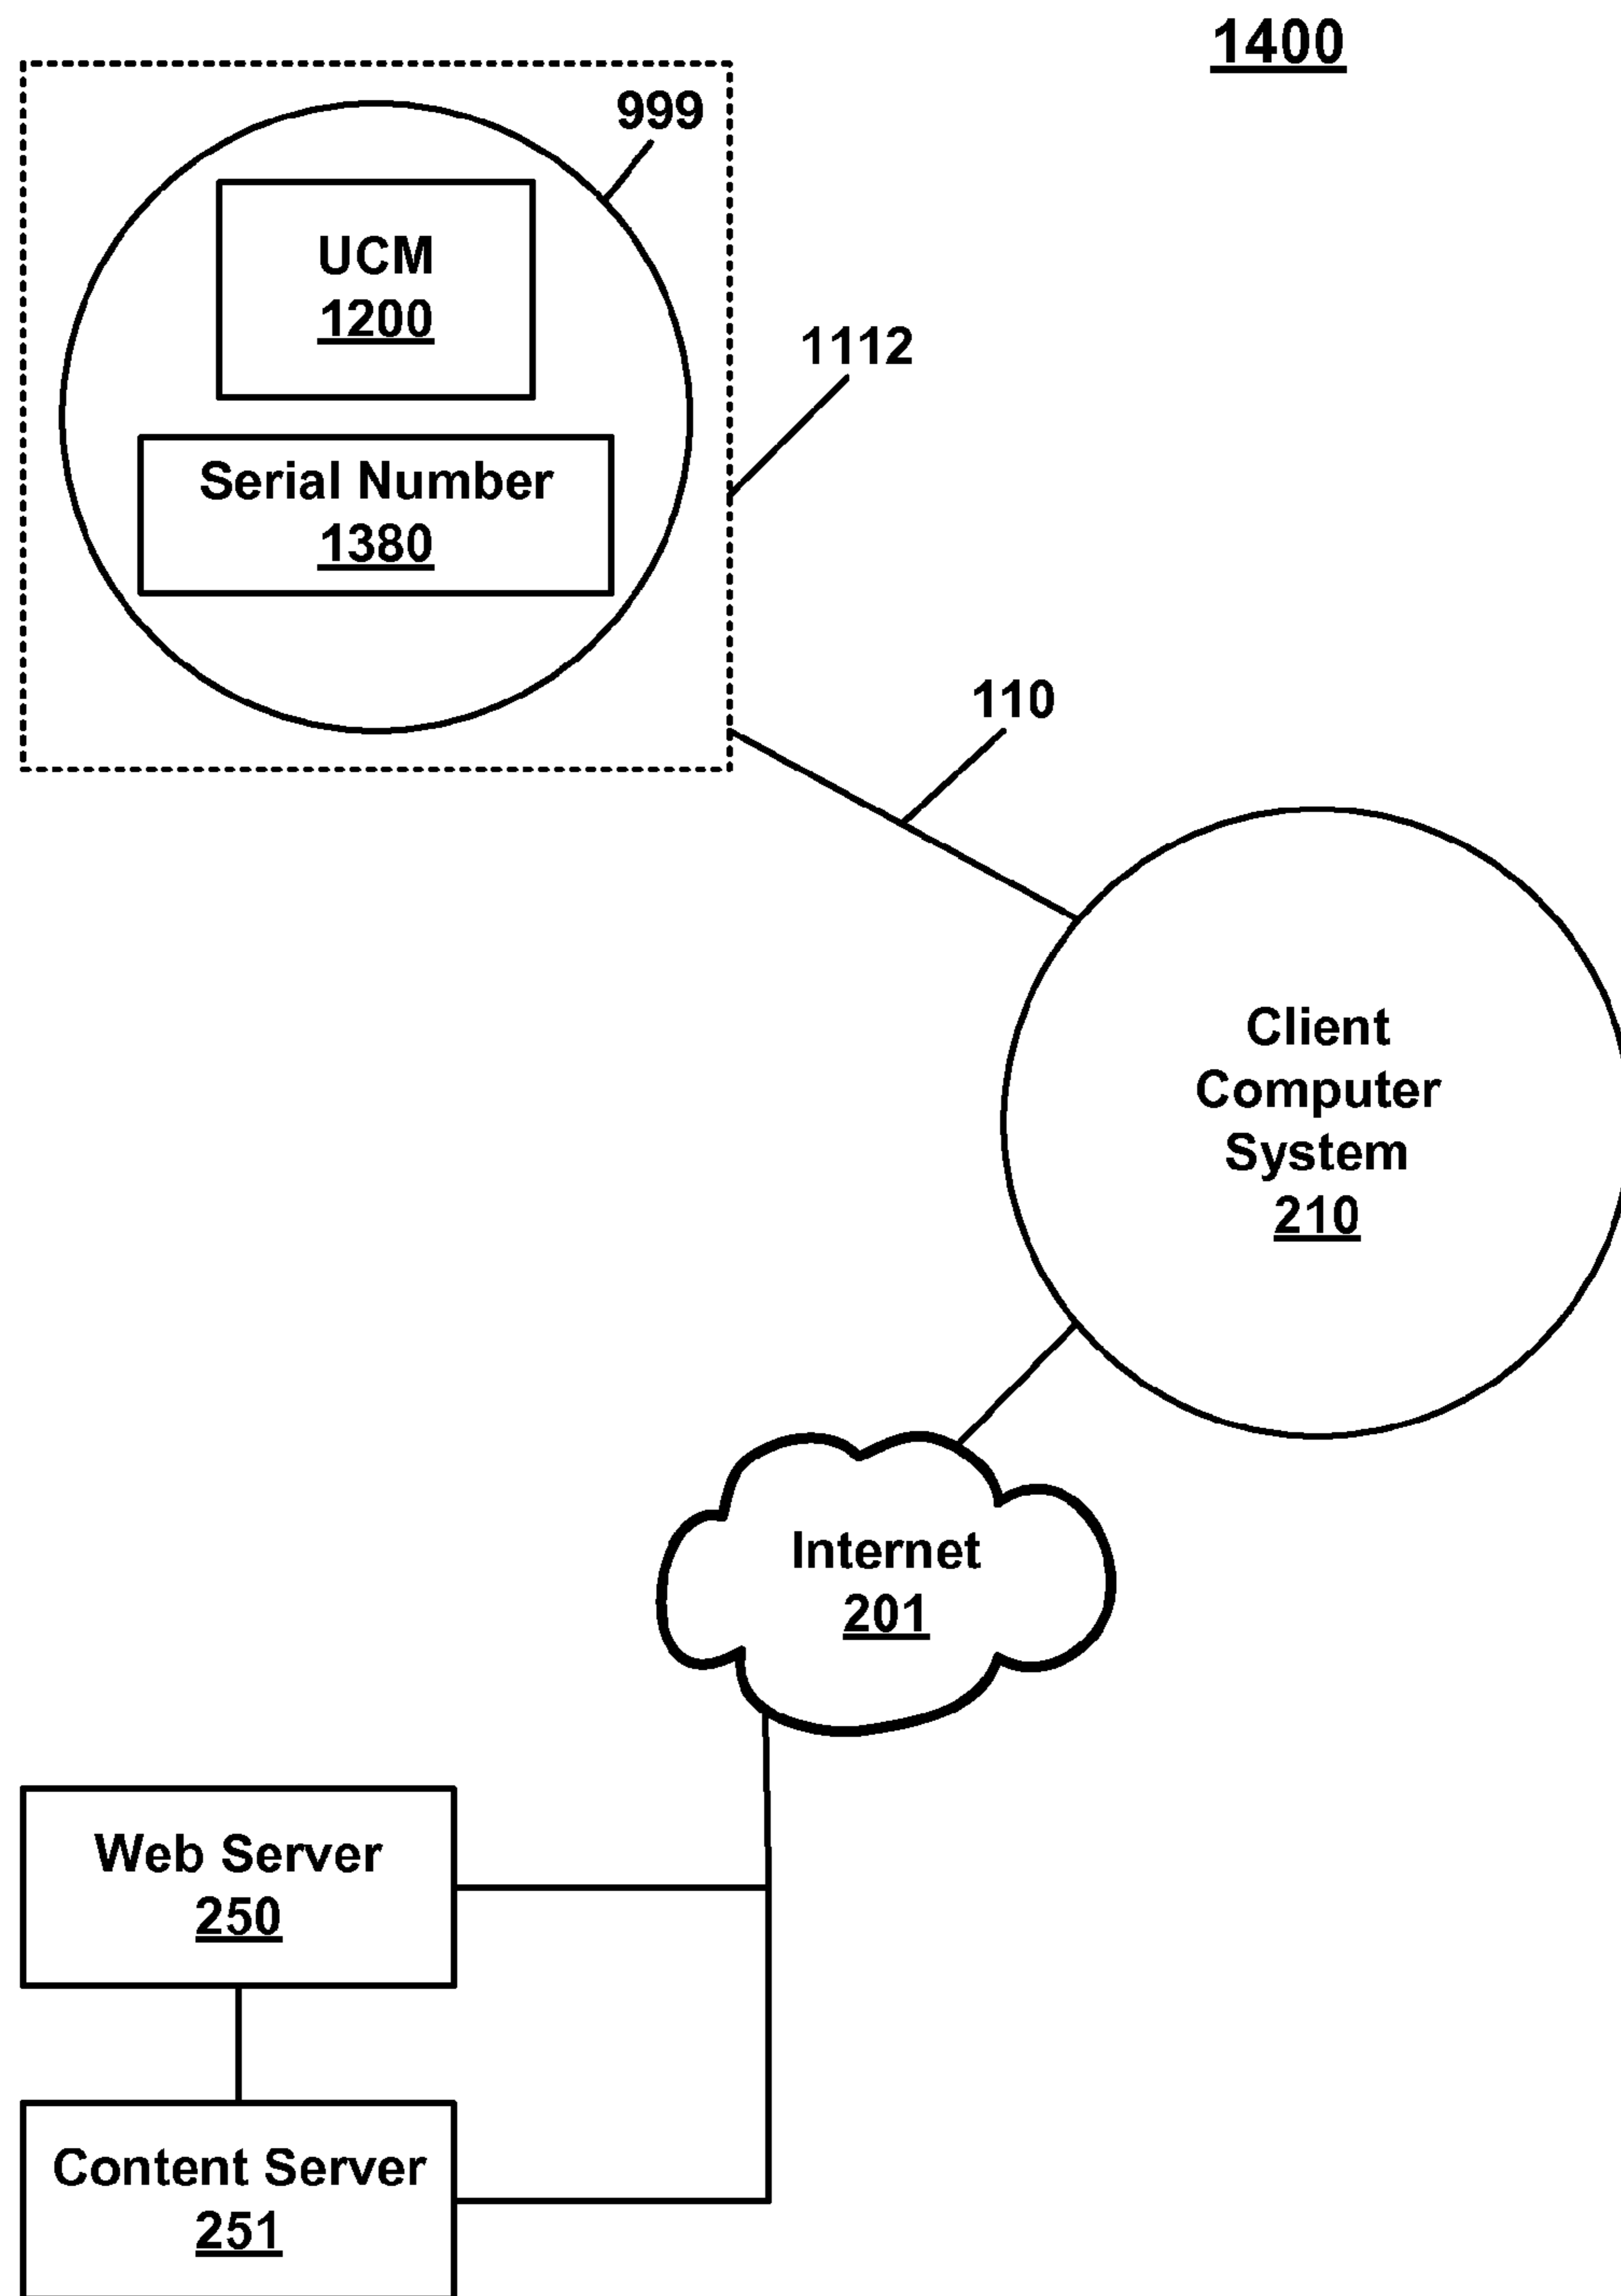 1400
999
UCM
1200
1112
Serial Number
1380
110
Client
Computer
System
210
Internet
201
Web Server
250
Content Server
251